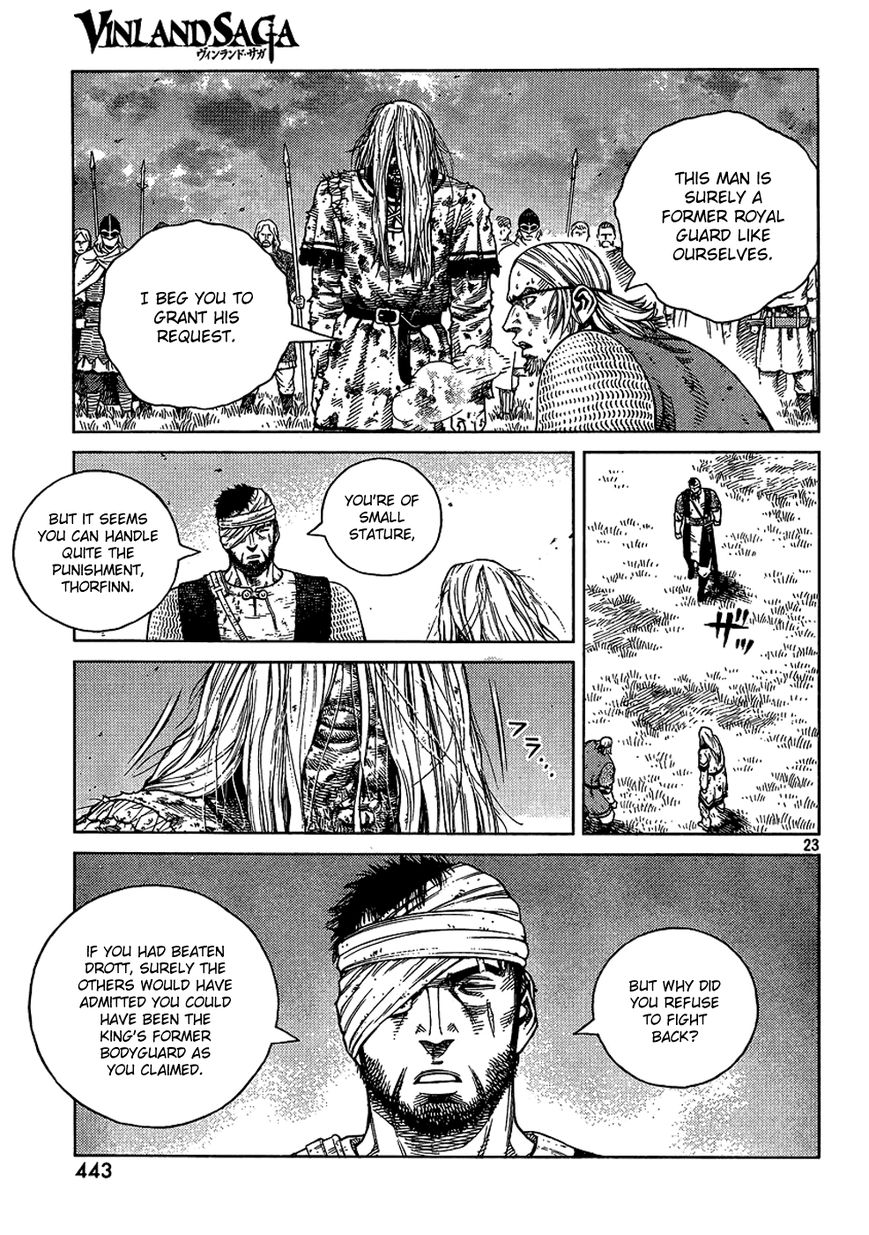 VINLAND SAGA
ヴィンランド・サガ
THIS MAN IS
SURELY A
FORMER ROYAL
GUARD LIKE
OURSELVES.
I BEG YOU TO
GRANT HIS
REQUEST.
ザッ
YOU'RE OF
SMALL
STATURE,
BUT IT SEEMS
YOU CAN HANDLE
QUITE THE
PUNISHMENT,
THORFINN.
フラ…
23
BUT WHY DID
YOU REFUSE
TO FIGHT
BACK?
IF YOU HAD BEATEN
DROTT, SURELY THE
OTHERS WOULD HAVE
ADMITTED YOU COULD
HAVE BEEN THE
KING'S FORMER
BODYGUARD AS
YOU CLAIMED.
443